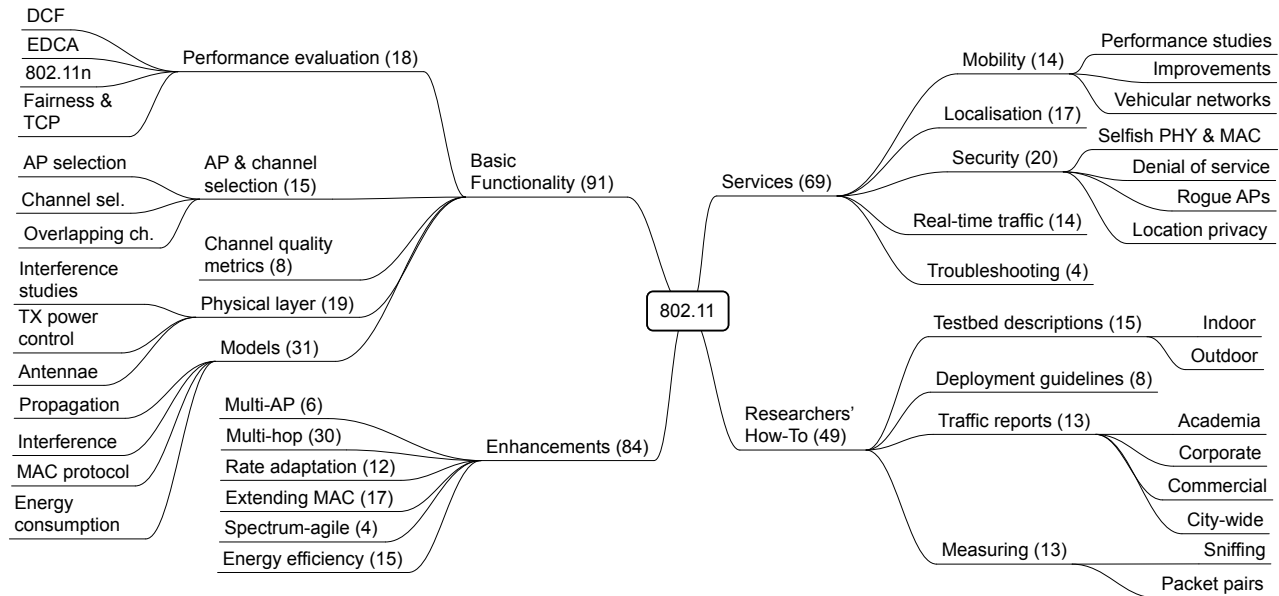 DCF
EDCA
802.11n
Fairness &
TCP
Performance evaluation (18)
AP selection
Channel sel.
Overlapping ch.
AP & channel
selection (15)
Channel quality
metrics (8)
Interference
studies
TX power
control
Antennae
Physical layer (19)
Propagation
Interference
MAC protocol
Energy
consumption
Models (31)
Basic
Functionality (91)
Multi-AP (6)
Multi-hop (30)
Rate adaptation (12)
Extending MAC (17)
Spectrum-agile (4)
Energy efficiency (15)
Enhancements (84)
802.11
Services (69)
Mobility (14)
Performance studies
Improvements
Vehicular networks
Localisation (17)
Security (20)
Selfish PHY & MAC
Denial of service
Rogue APs
Location privacy
Real-time traffic (14)
Troubleshooting (4)
Researchers’
How-To (49)
Testbed descriptions (15)
Indoor
Outdoor
Deployment guidelines (8)
Traffic reports (13)
Academia
Corporate
Commercial
City-wide
Measuring (13)
Sniffing
Packet pairs